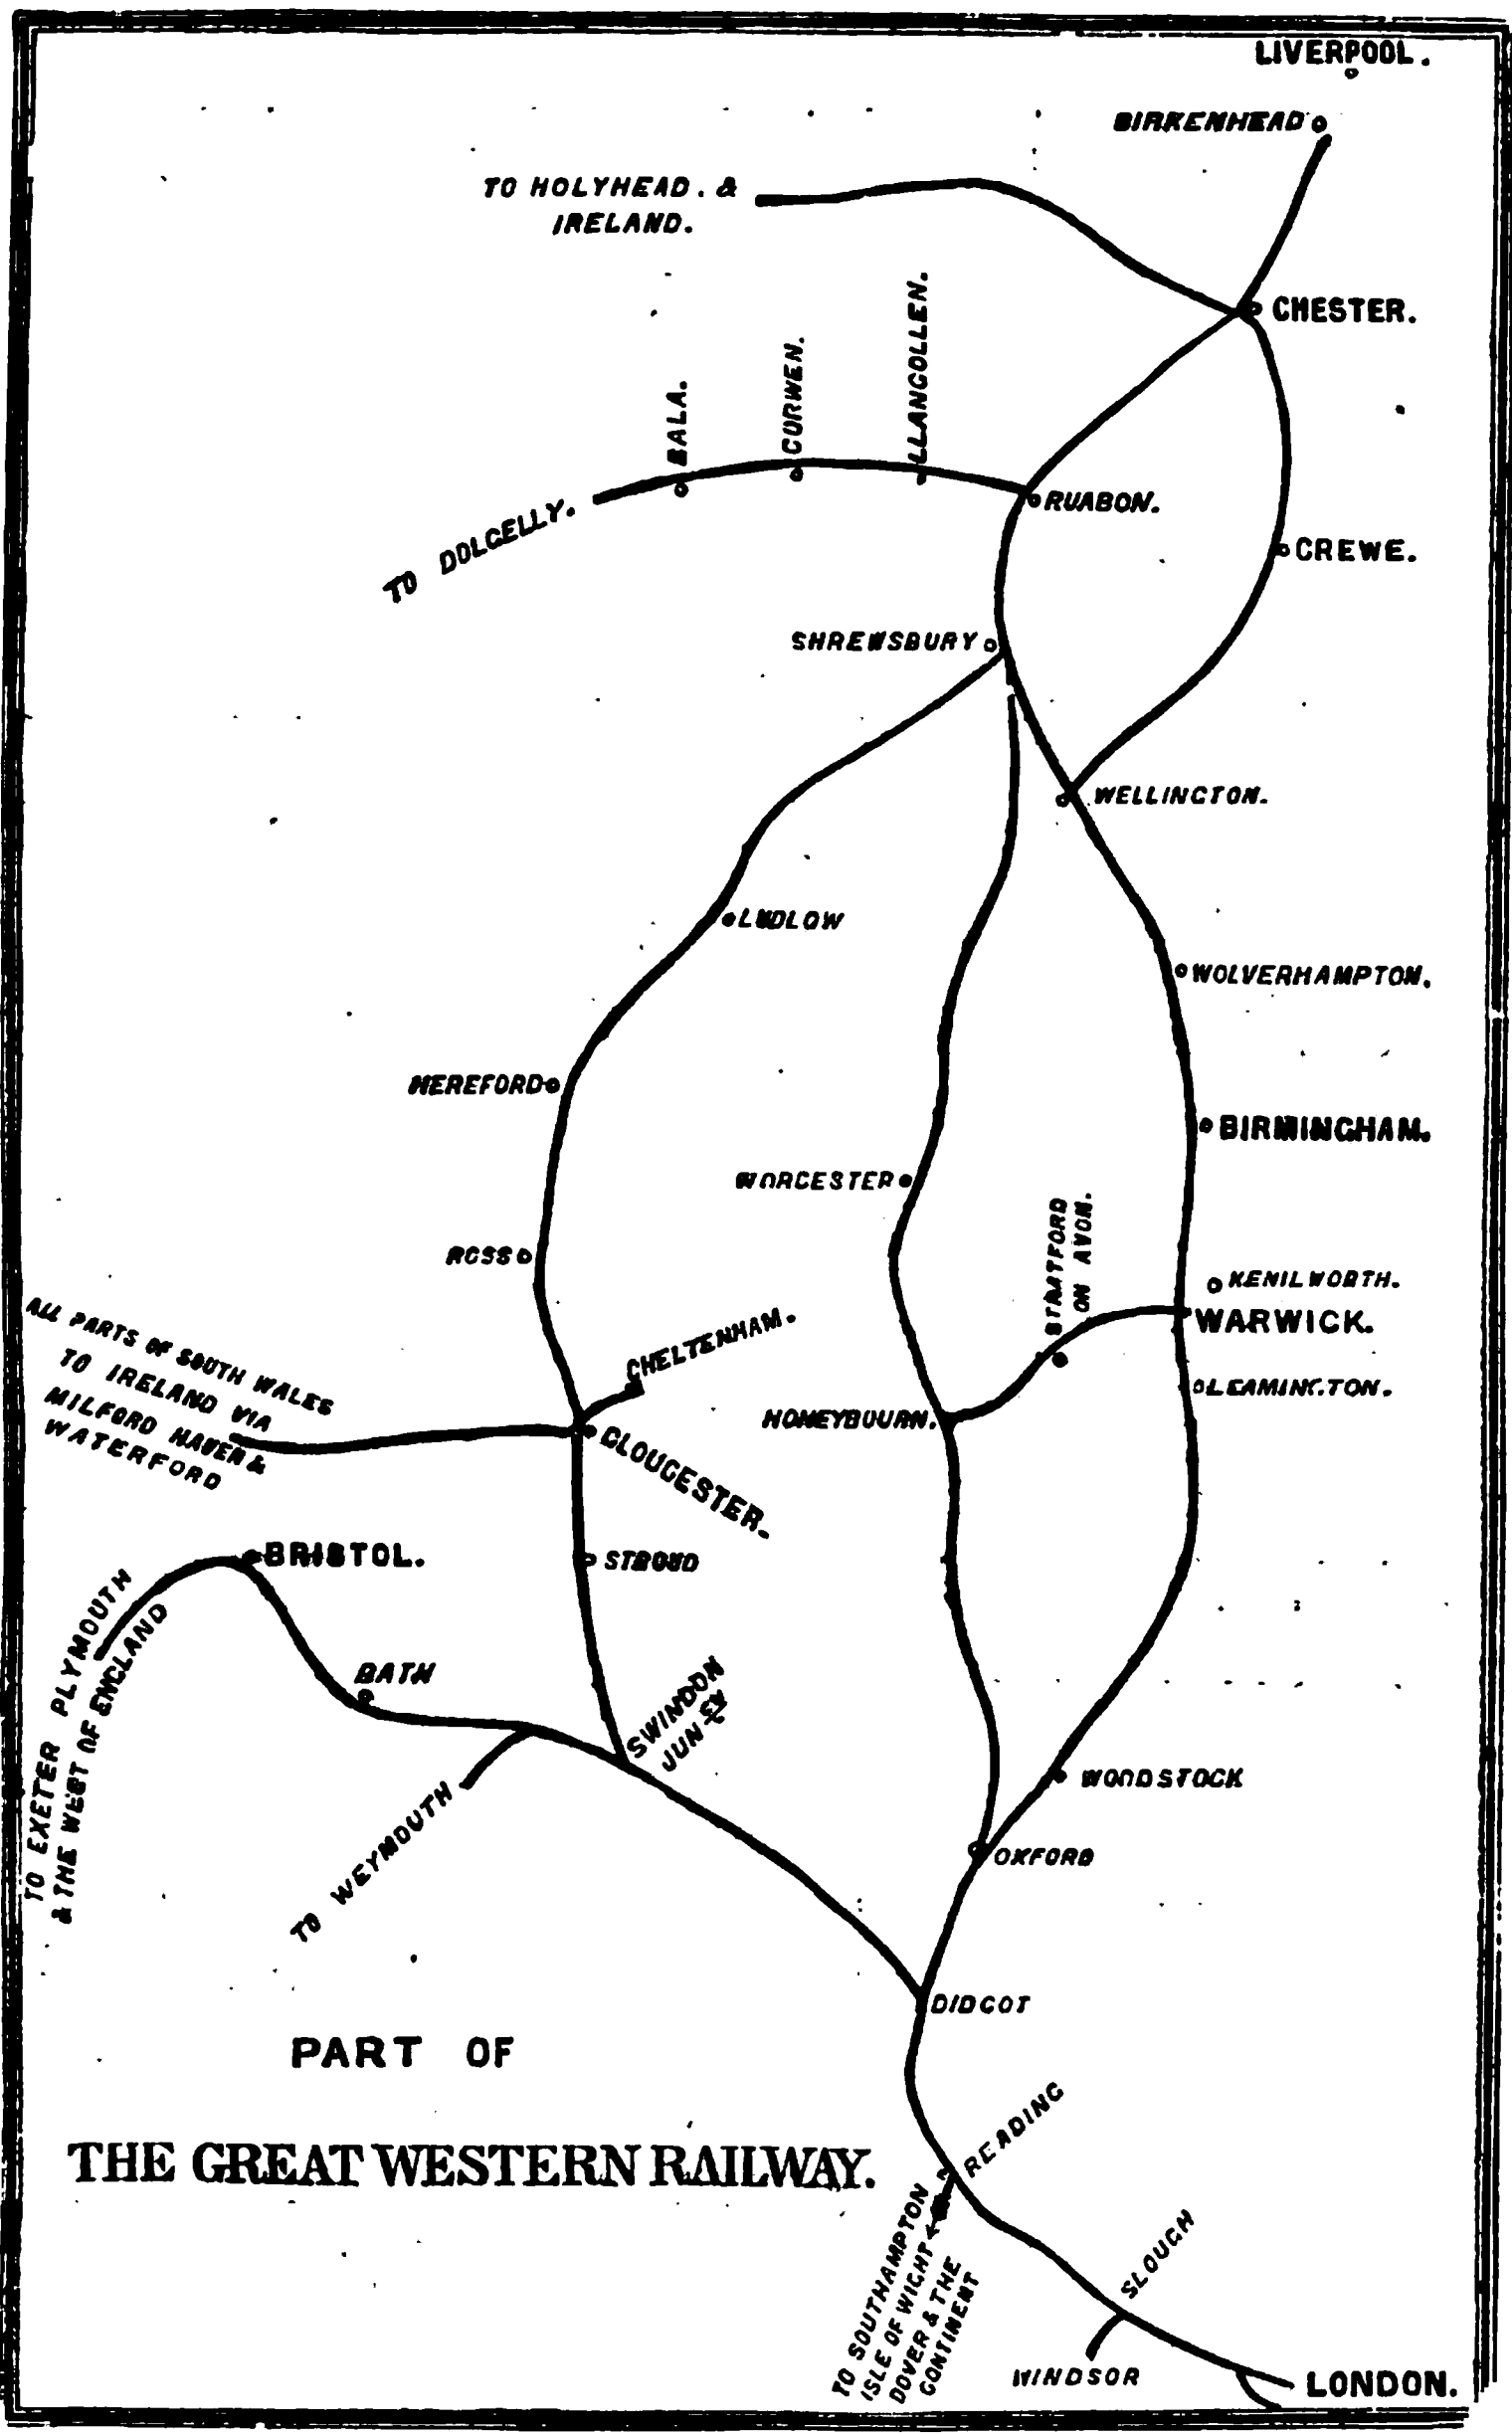 LIVERPOOL.
BIRKENHEAD
TO HOLYHEAD. &
IRELAND.
CHESTER.
LLANGOLLEN.
CORWEN.
BALA.
RUABON.
TO DOLGELLY.
CREWE.
SHREWSBURY
WELLINGTON.
LUDLOW
WOLVERHAMPTON.
HEREFORD
BIRMINGHAM.
WORCESTER
STRATFORD
ON AVON.
ROSS
KENILWORTH.
WARWICK.
CHELTENHAM.
ALL PARTS OF SOUTH WALES
TO IRELAND VIA
MILFORD HAVEN &
WATERFORD
LEAMINGTON.
HONEYBOURN.
GLOUCESTER.
BRISTOL.
STROUD
TO EXETER PLYMOUTH
& THE WEST OF ENGLAND
BATH
SWINDON
JUN
TO WEYMOUTH
WOODSTOCK
OXFORD
DIDCOT
PART OF
THE GREAT WESTERN RAILWAY.
READING
TO SOUTHAMPTON
ISLE OF WIGHT
DOVER & THE
CONTINENT
SLOUGH
WINDSOR
LONDON.